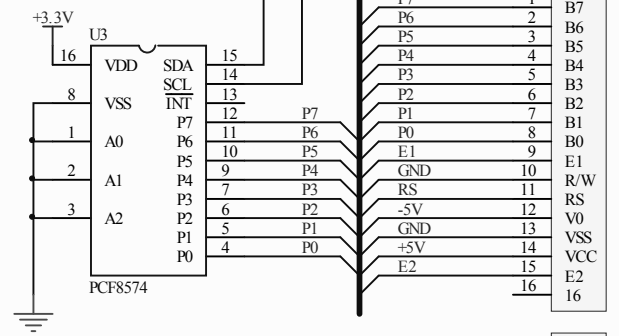 +3.3V
U3
16 VDD SDA 15
SCL 14
8 VSS INT 13
P7 12 P7
1 A0 P6 11 P6
P5 10 P5
2 A1 P4 9 P4
P3 7 P3
3 A2 P2 6 P2
P1 5 P1
P0 4 P0
PCF8574
P7 1 B7
P6 2 B6
P5 3 B5
P4 4 B4
P3 5 B3
P2 6 B2
P1 7 B1
P0 8 B0
E1 9 E1
GND 10 R/W
RS 11 RS
-5V 12 V0
GND 13 VSS
+5V 14 VCC
E2 15 E2
16 16